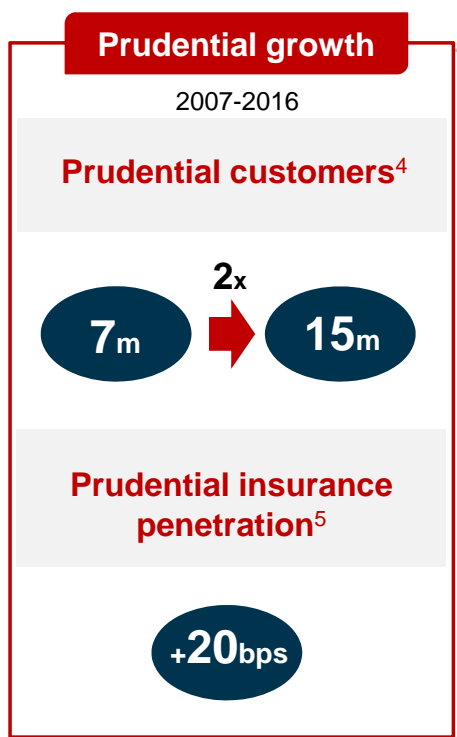 Prudential growth
2007-2016
Prudential customers4
2x
7m
15m
Prudential insurance
penetration5
+20bps